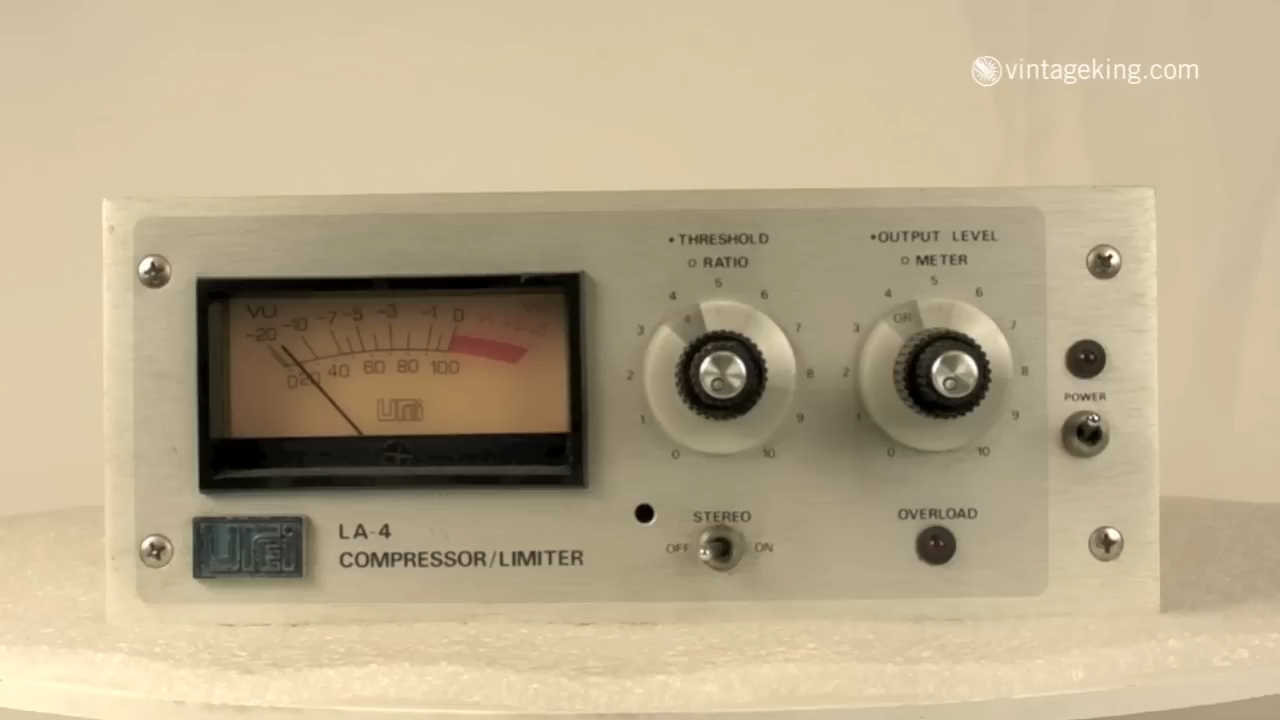 vintageking.com
• THRESHOLD
RATIO
•OUTPUT LEVEL
METER
VU
-20 -10 -7 -5 -3 -1 0
0 20 40 60 80 100
UREI
4
0 1 2 3 4 5 6 7 8 9 10
GR
0 1 2 3 4 5 6 7 8 9 10
POWER
UREI
LA-4
COMPRESSOR/LIMITER
STEREO
OFF ON
OVERLOAD